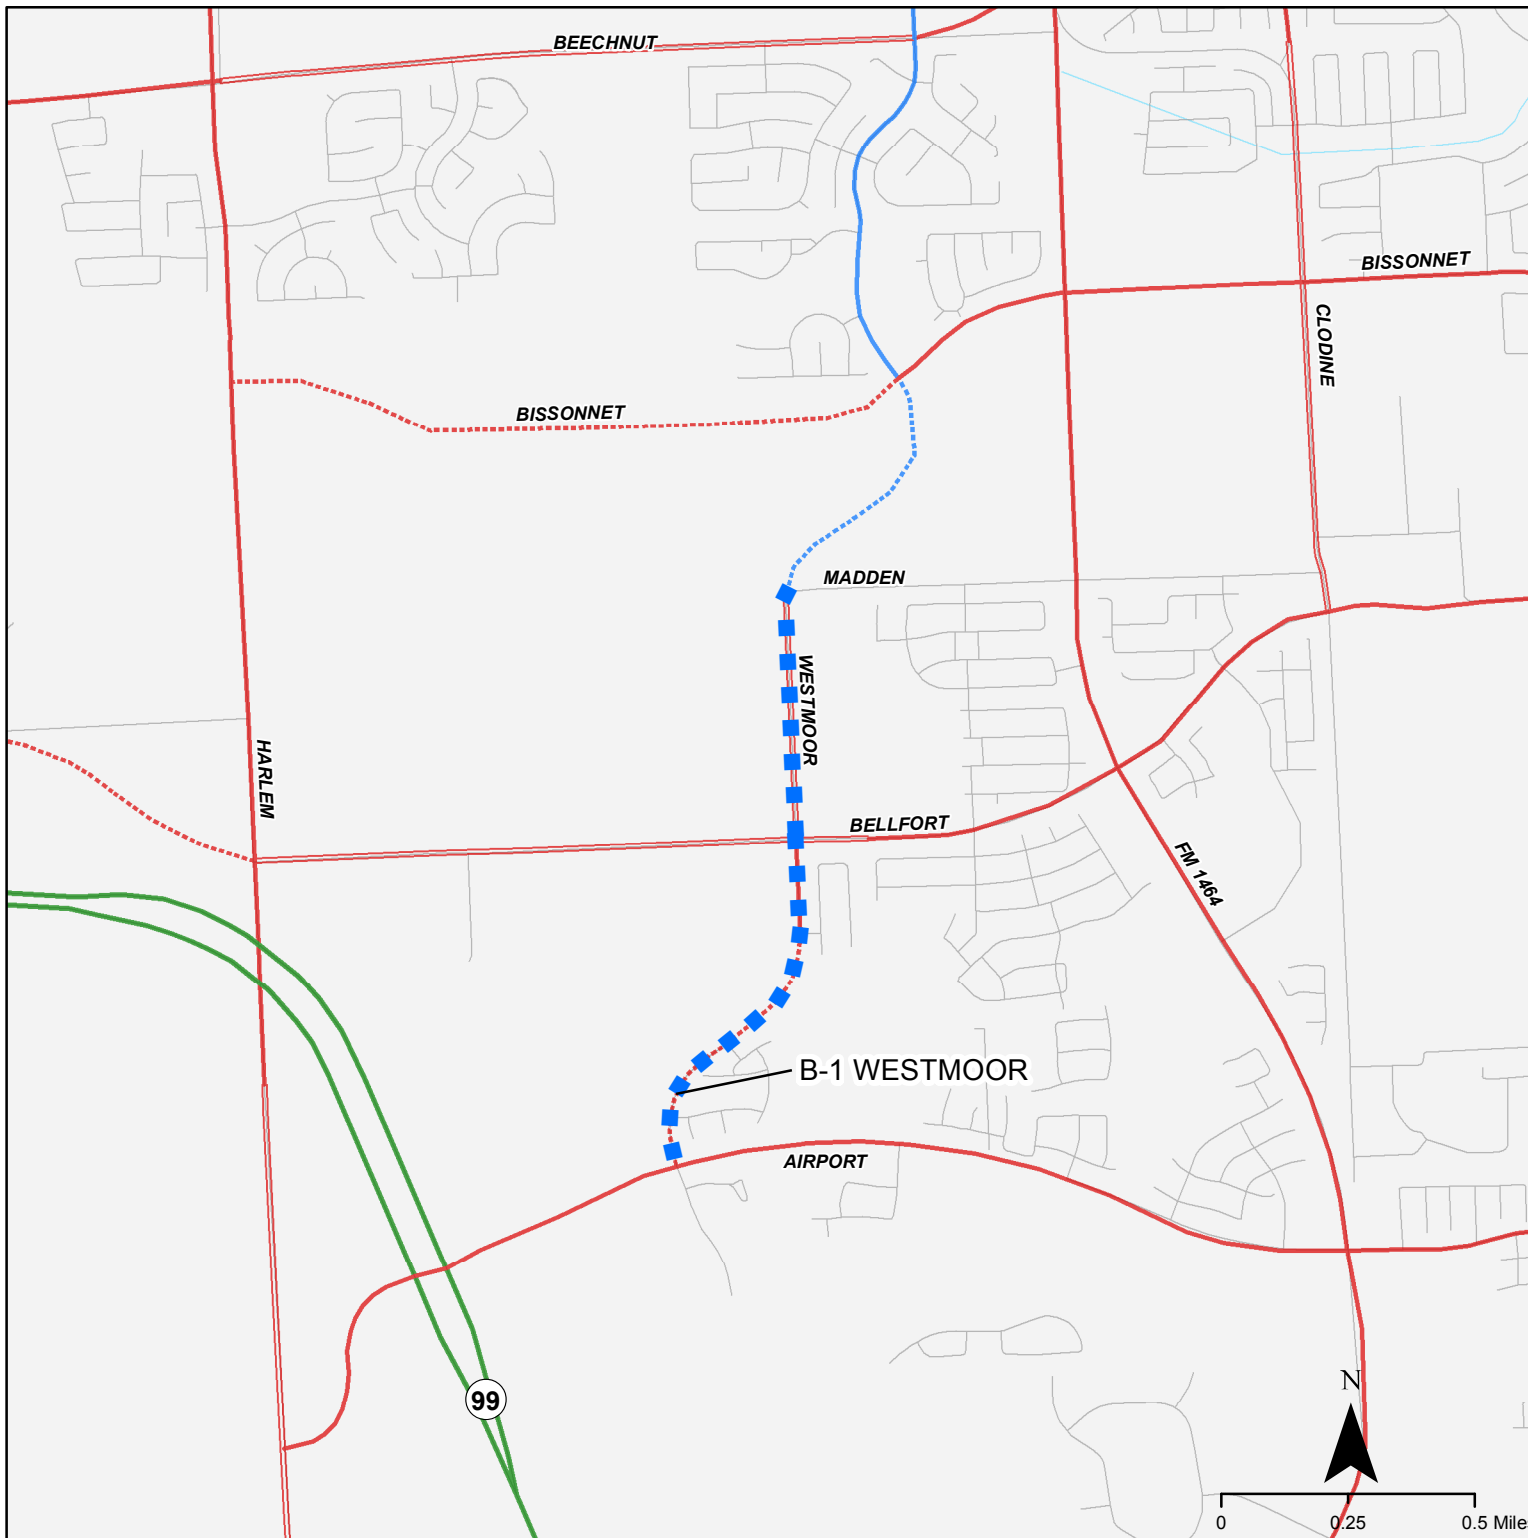 BEECHNUT
BISSONNET
CLODINE
BISSONNET
MADDEN
WESTMOOR
HARLEM
BELLFORT
FM 1464
B-1 WESTMOOR
AIRPORT
99
N
0 0.25 0.5 Mile